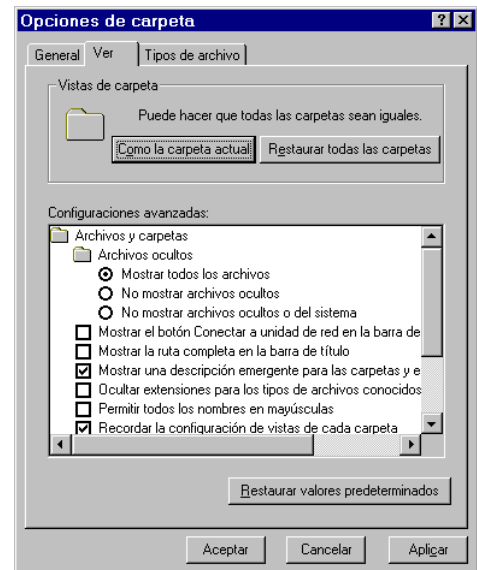 Opciones de carpeta
General Ver Tipos de archivo
Vistas de carpeta
Puede hacer que todas las carpetas sean iguales.
Como la carpeta actual Restaurar todas las carpetas
Configuraciones avanzadas:
Archivos y carpetas
Archivos ocultos
Mostrar todos los archivos
No mostrar archivos ocultos
No mostrar archivos ocultos o del sistema
Mostrar el botón Conectar a unidad de red en la barra de
Mostrar la ruta completa en la barra de título
Mostrar una descripción emergente para las carpetas y e
Ocultar extensiones para los tipos de archivos conocidos
Permitir todos los nombres en mayúsculas
Recordar la configuración de vistas de cada carpeta
Restaurar valores predeterminados
Aceptar Cancelar Aplicar